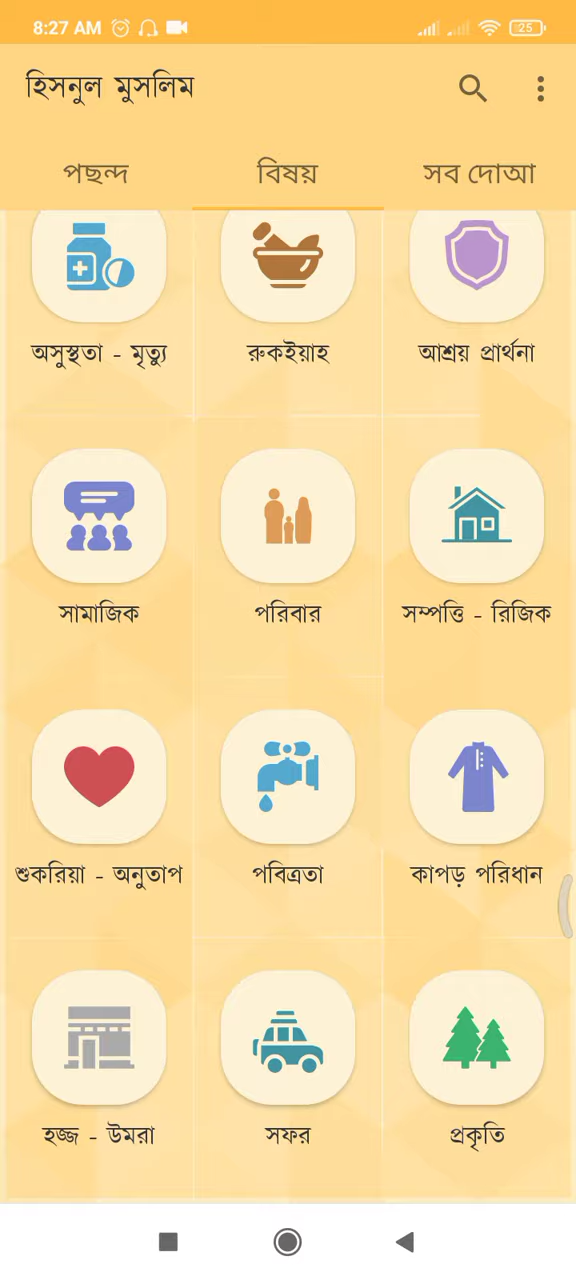 8:27 AM
25
হিসনুল মুসলিম
পছন্দ
বিষয়
সব দোআ
অসুস্থতা - মৃত্যু
রুকইয়াহ
আশ্রয় প্রার্থনা
সামাজিক
পরিবার
সম্পত্তি - রিজিক
শুকরিয়া - অনুতাপ
পবিত্রতা
কাপড় পরিধান
হজ্জ - উমরা
সফর
প্রকৃতি